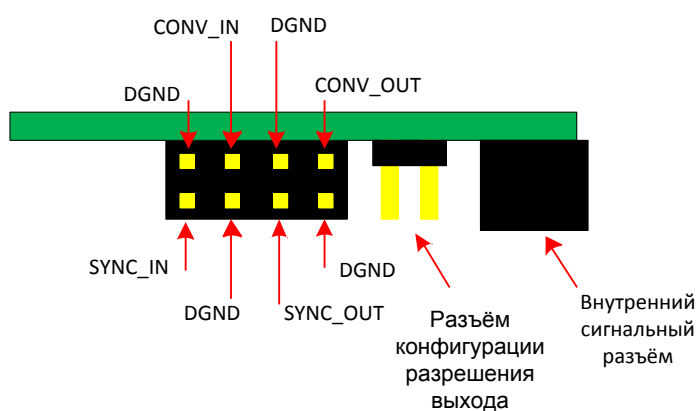 CONV_IN
DGND
DGND
CONV_OUT
SYNC_IN
DGND
SYNC_OUT
DGND
Разъём
конфигурации
разрешения
выхода
Внутренний
сигнальный
разъём